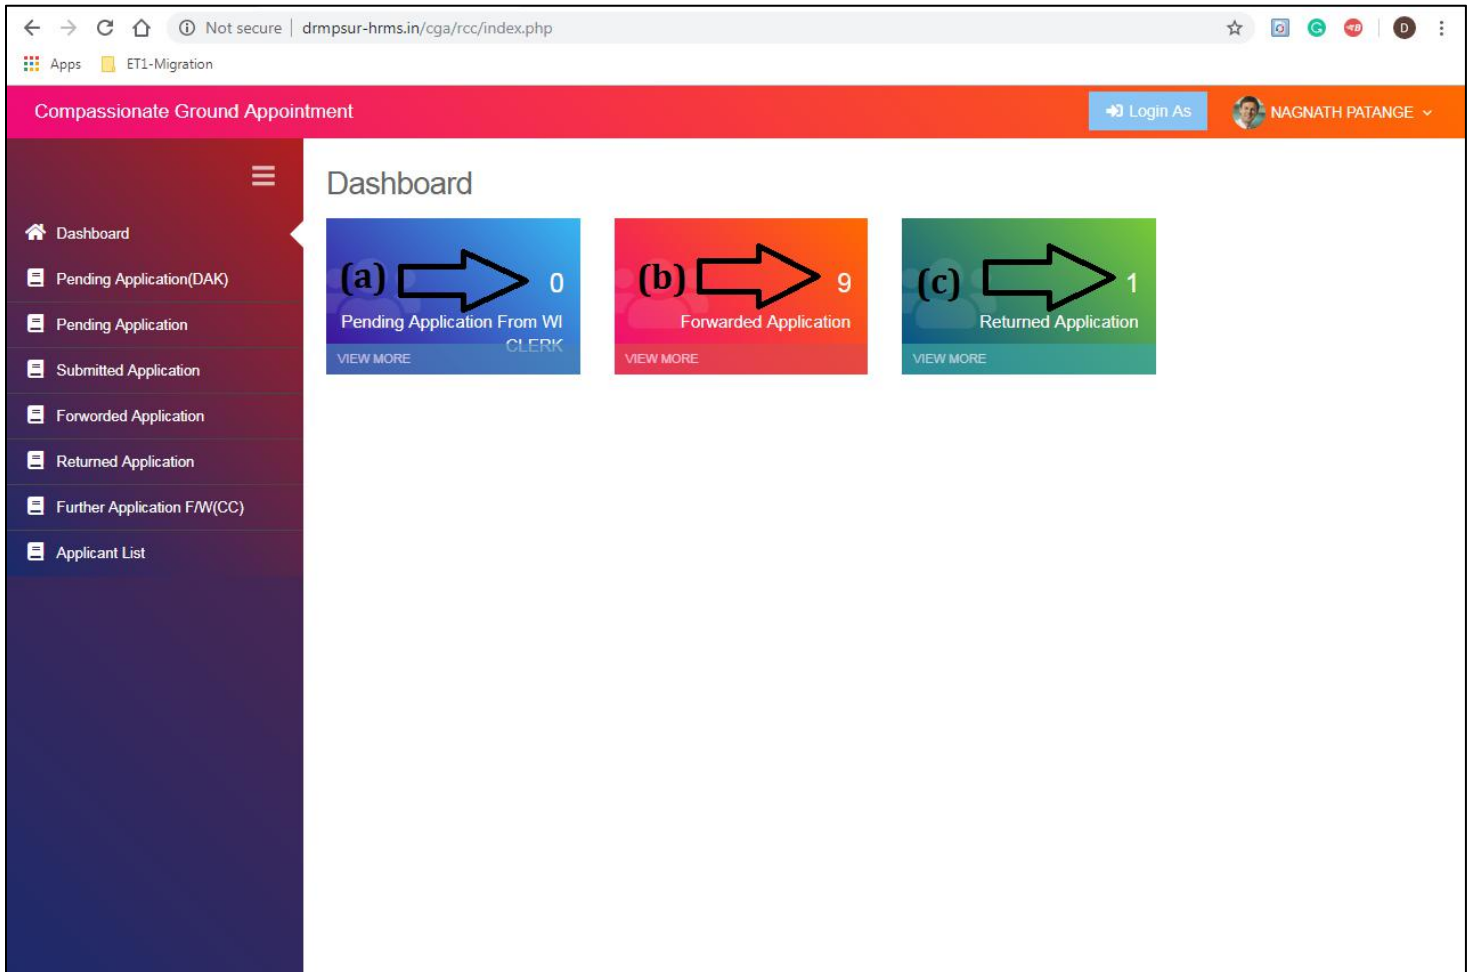 Not secure | drmpsur-hrms.in/cga/rcc/index.php
Apps ET1-Migration
Compassionate Ground Appointment
Login As
NAGNATH PATANGE
Dashboard
Pending Application(DAK)
Pending Application
Submitted Application
Forworded Application
Returned Application
Further Application F/W(CC)
Applicant List
Dashboard
(a) 0
Pending Application From WI
CLERK
VIEW MORE
(b) 9
Forwarded Application
VIEW MORE
(c) 1
Returned Application
VIEW MORE
D